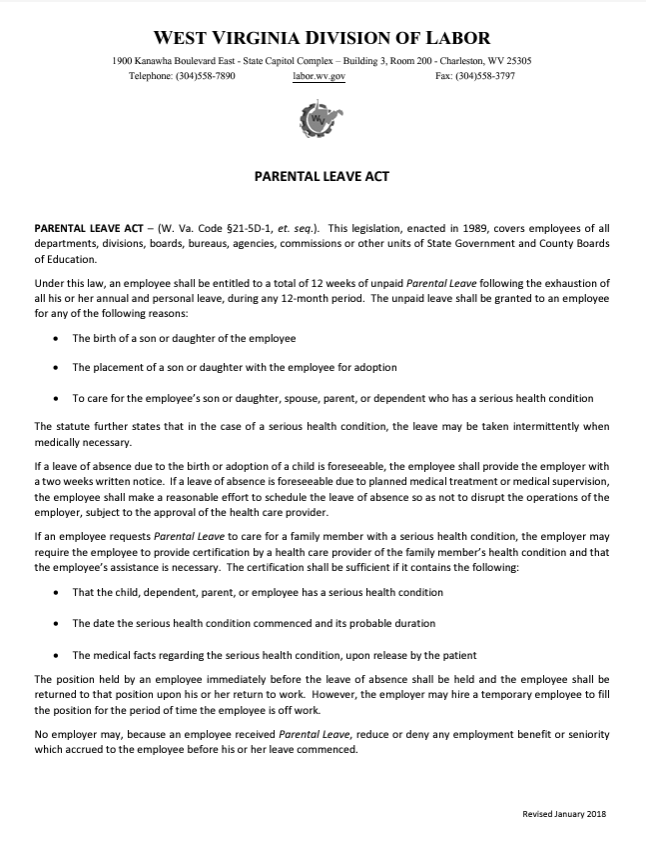 WEST VIRGINIA DIVISION OF LABOR
1900 Kanawha Boulevard East - State Capitol Complex – Building 3, Room 200 - Charleston, WV 25305
Telephone: (304)558-7890 labor.wv.gov Fax: (304)558-3797
WV
PARENTAL LEAVE ACT
PARENTAL LEAVE ACT – (W. Va. Code §21-5D-1, et. seq.). This legislation, enacted in 1989, covers employees of all
departments, divisions, boards, bureaus, agencies, commissions or other units of State Government and County Boards
of Education.
Under this law, an employee shall be entitled to a total of 12 weeks of unpaid Parental Leave following the exhaustion of
all his or her annual and personal leave, during any 12-month period. The unpaid leave shall be granted to an employee
for any of the following reasons:
• The birth of a son or daughter of the employee
• The placement of a son or daughter with the employee for adoption
• To care for the employee's son or daughter, spouse, parent, or dependent who has a serious health condition
The statute further states that in the case of a serious health condition, the leave may be taken intermittently when
medically necessary.
If a leave of absence due to the birth or adoption of a child is foreseeable, the employee shall provide the employer with
a two weeks written notice. If a leave of absence is foreseeable due to planned medical treatment or medical supervision,
the employee shall make a reasonable effort to schedule the leave of absence so as not to disrupt the operations of the
employer, subject to the approval of the health care provider.
If an employee requests Parental Leave to care for a family member with a serious health condition, the employer may
require the employee to provide certification by a health care provider of the family member's health condition and that
the employee's assistance is necessary. The certification shall be sufficient if it contains the following:
• That the child, dependent, parent, or employee has a serious health condition
• The date the serious health condition commenced and its probable duration
• The medical facts regarding the serious health condition, upon release by the patient
The position held by an employee immediately before the leave of absence shall be held and the employee shall be
returned to that position upon his or her return to work. However, the employer may hire a temporary employee to fill
the position for the period of time the employee is off work.
No employer may, because an employee received Parental Leave, reduce or deny any employment benefit or seniority
which accrued to the employee before his or her leave commenced.
Revised January 2018